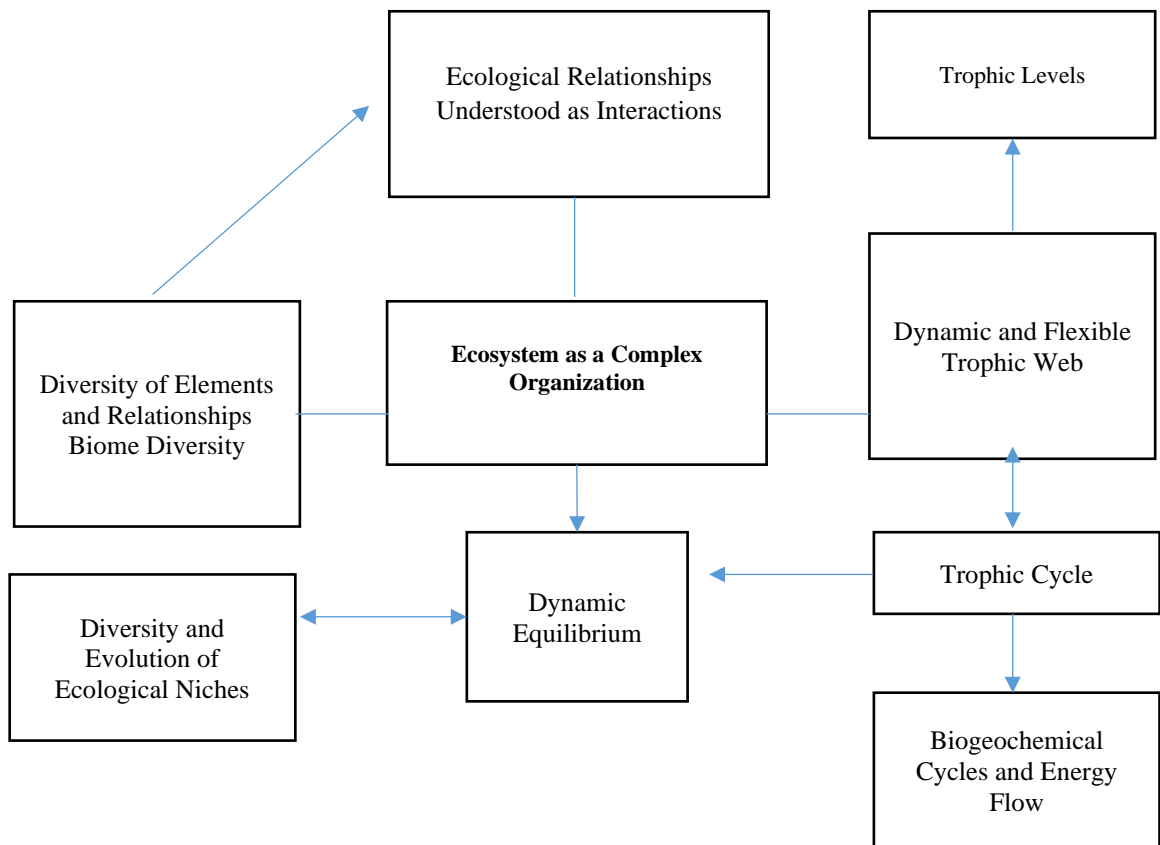 Ecological Relationships
Understood as Interactions
Trophic Levels
Ecosystem as a Complex
Organization
Dynamic and Flexible
Trophic Web
Diversity of Elements
and Relationships
Biome Diversity
Dynamic
Equilibrium
Trophic Cycle
Diversity and
Evolution of
Ecological Niches
Biogeochemical
Cycles and Energy
Flow